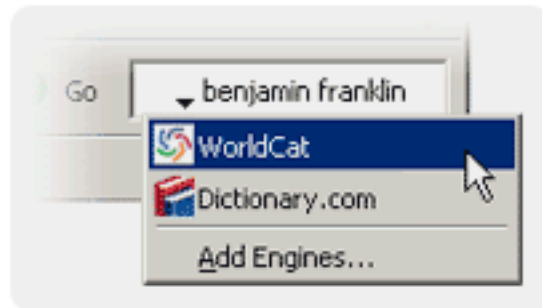 Go benjamin franklin
WorldCat
Dictionary.com
Add Engines...